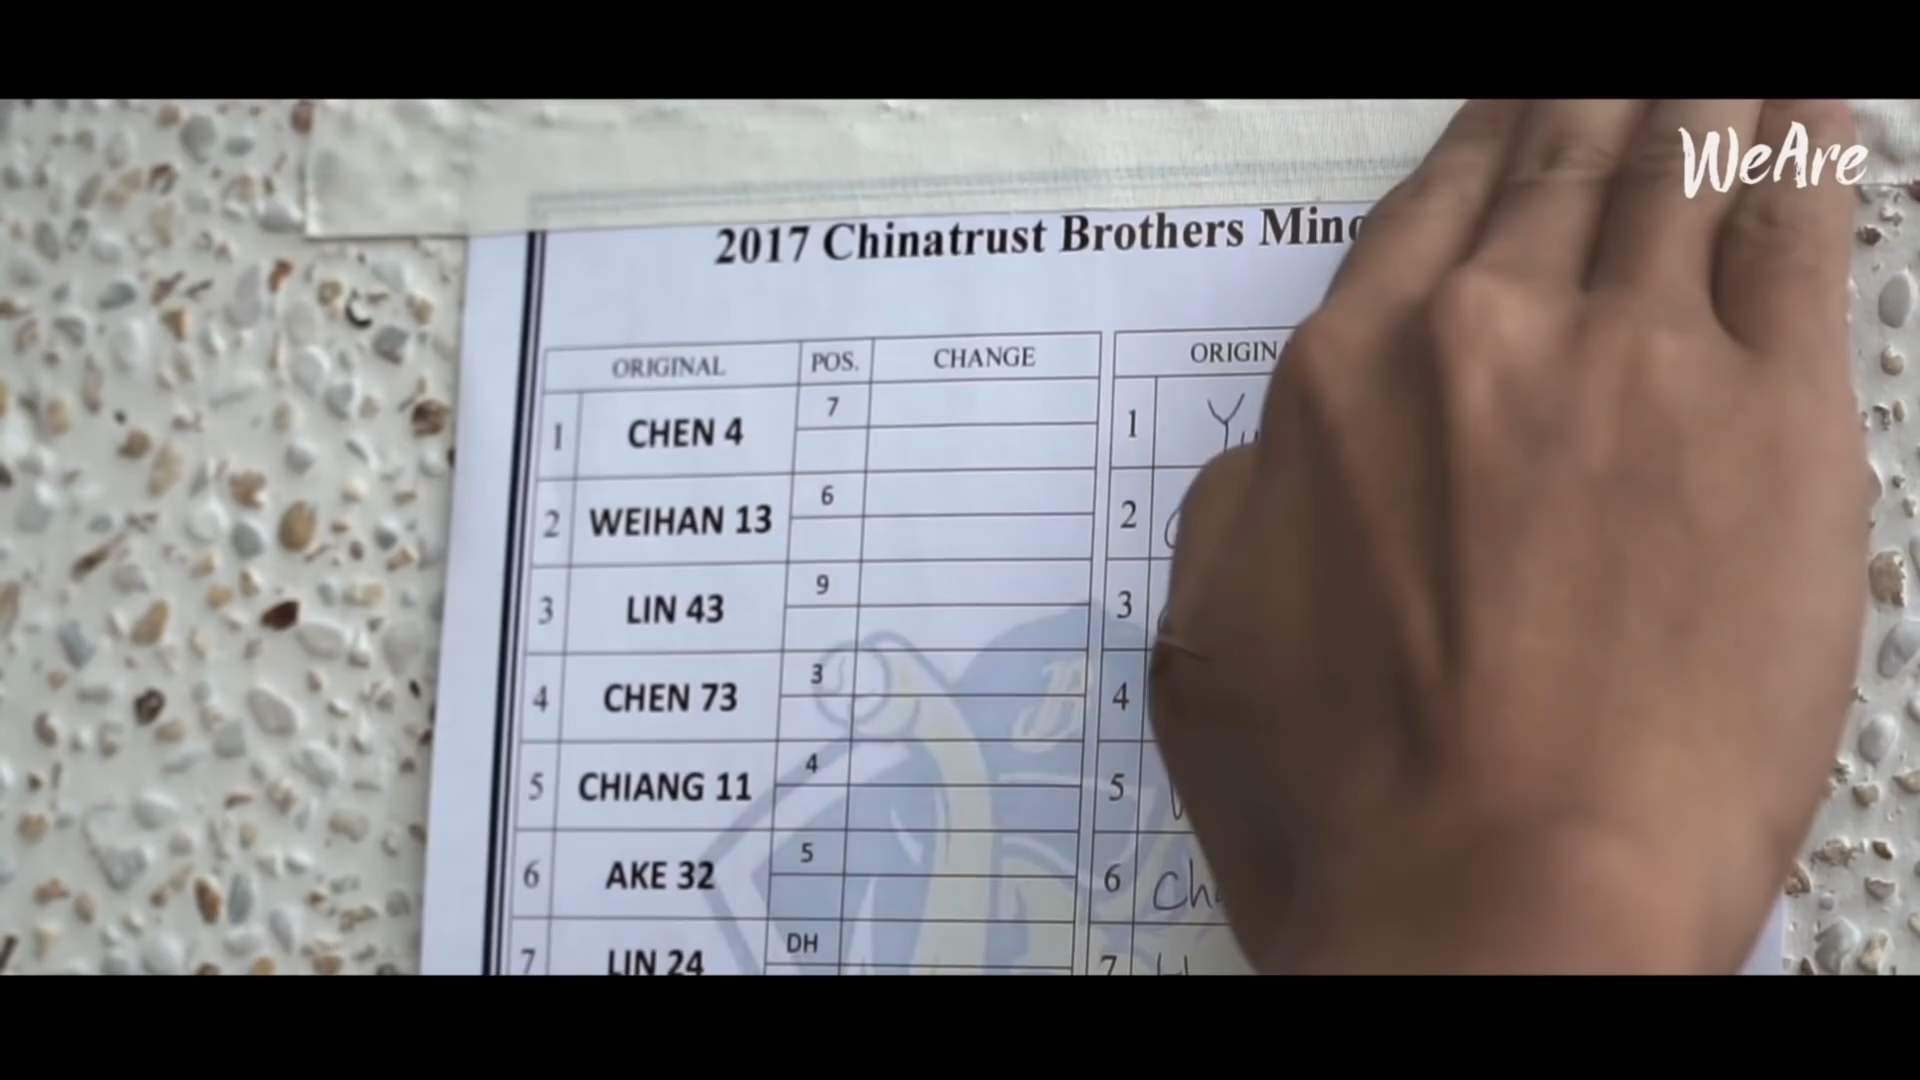 WeAre
2017 Chinatrust Brothers
ORIGINAL POS. CHANGE
1 CHEN 4 7
2 WEIHAN 13 6
3 LIN 43 9
4 CHEN 73 3
5 CHIANG 11 4
6 AKE 32 5
7 LIN 24 DH
1
2
3
4
5
6
7